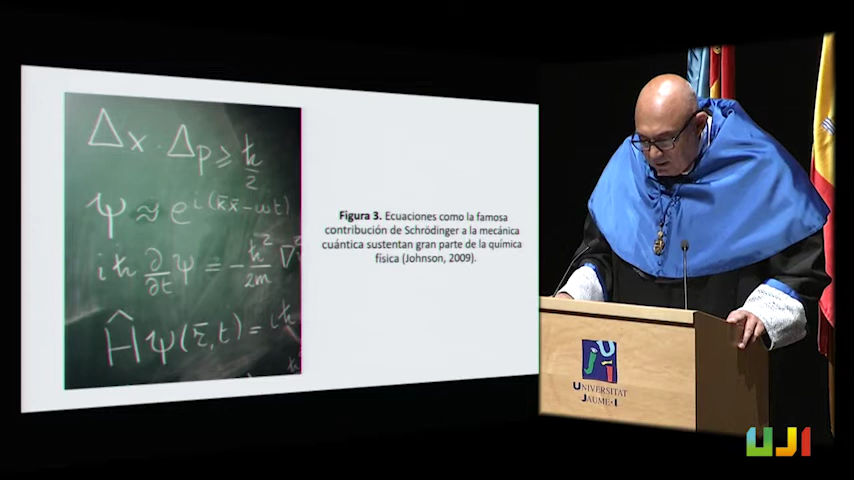 Δx · Δp ≥ ħ/2
ψ ≈ e^i(k̄x̄-ωt)
iħ ∂/∂t ψ = -ħ²/2m ∇²
Ĥψ(r̄,t) = iħ
Figura 3. Ecuaciones como la famosa
contribución de Schrödinger a la mecánica
cuántica sustentan gran parte de la química
física (Johnson, 2009).
UNIVERSITAT
JAUME·I
UJI